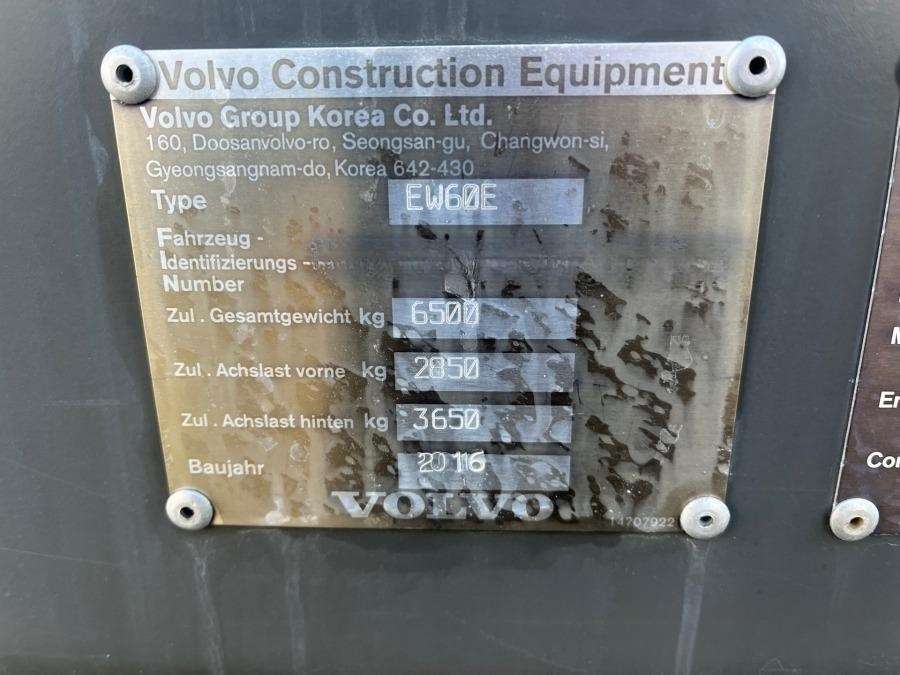 Volvo Construction Equipment
Volvo Group Korea Co. Ltd.
160, Doosanvolvo-ro, Seongsan-gu, Changwon-si,
Gyeongsangnam-do, Korea 642-430
Type EW60E
Fahrzeug -
Identifizierungs -
Number
Zul. Gesamtgewicht kg 6500
Zul. Achslast vorne kg 2850
Zul. Achslast hinten kg 3650
Baujahr 2016
VOLVO
14707922
M
Er
Con